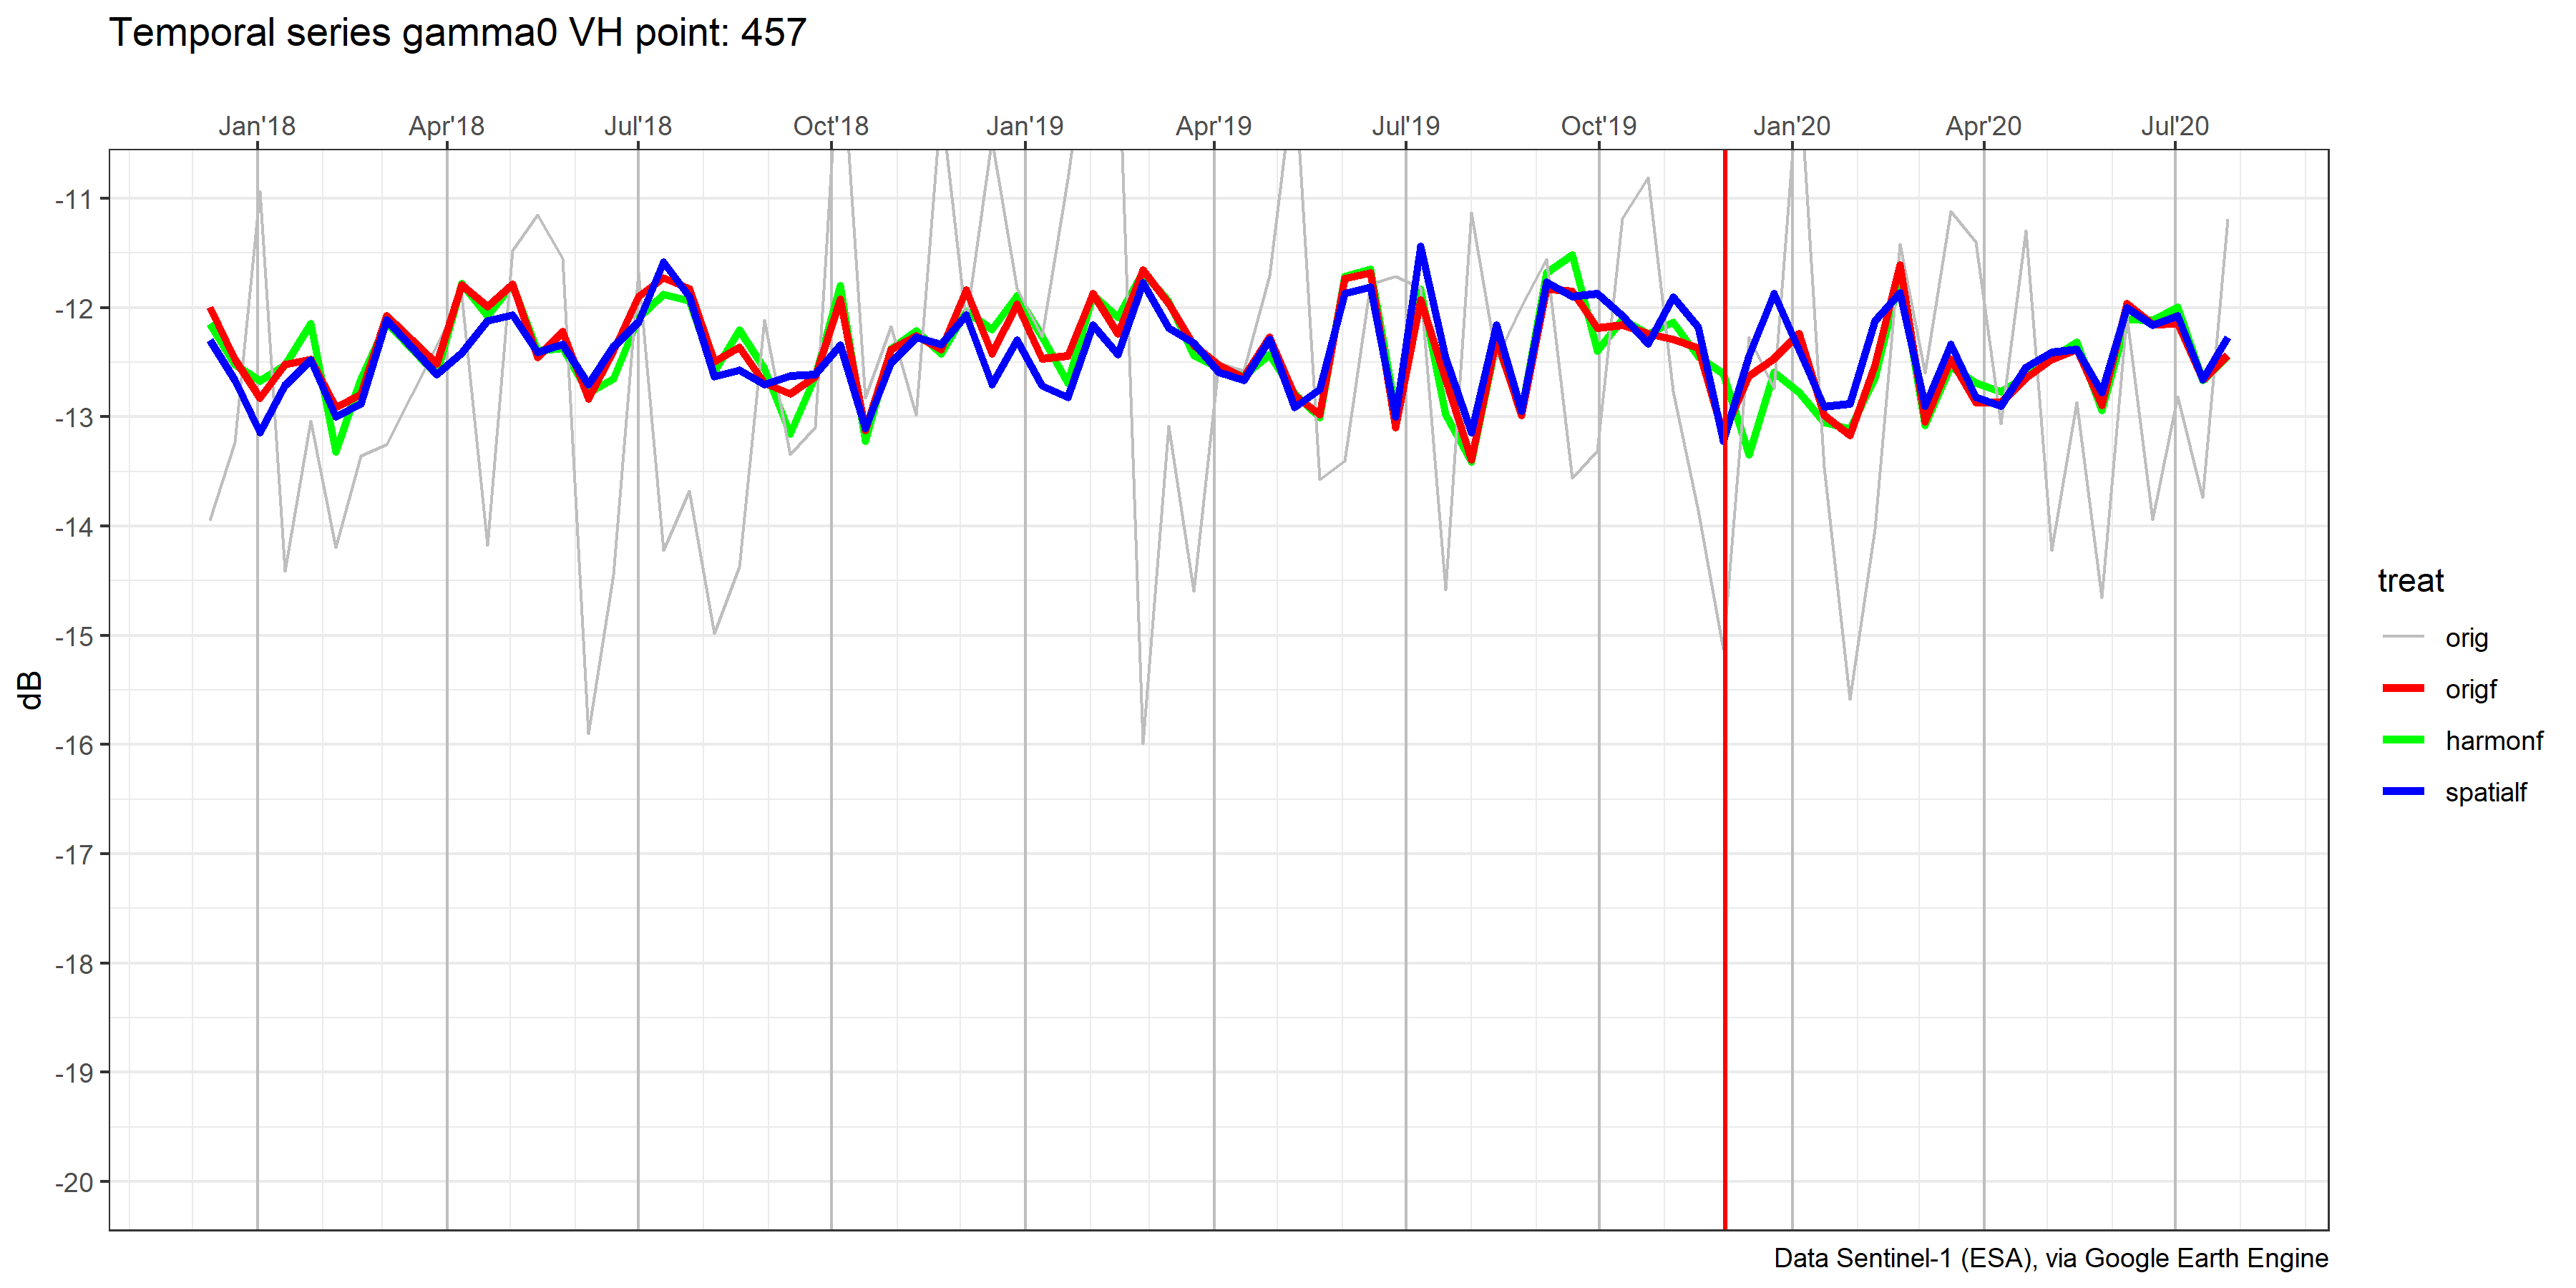 Temporal series gamma0 VH point: 457
Jan'18 Apr'18 Jul'18 Oct'18 Jan'19 Apr'19 Jul'19 Oct'19 Jan'20 Apr'20 Jul'20
-11
-12
-13
-14
-15
-16
-17
-18
-19
-20
dB
treat
orig
origf
harmonf
spatialf
Data Sentinel-1 (ESA), via Google Earth Engine